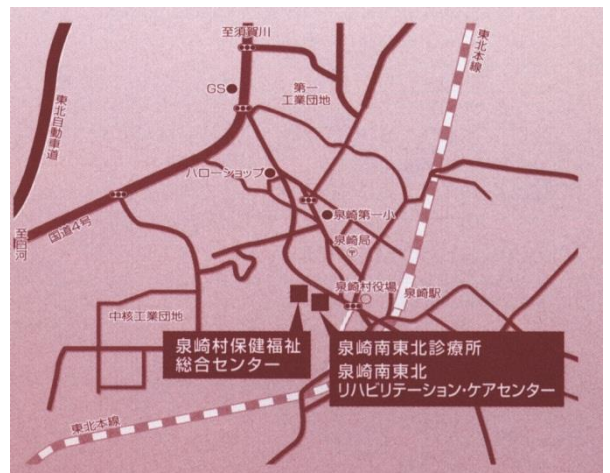 至須賀川
東北本線
GS
第一
工業団地
東北自動車道
ハローショップ
泉崎第一小
泉崎局
国道4号
至白河
泉崎村役場
泉崎駅
中核工業団地
泉崎村保健福祉
総合センター
泉崎南東北診療所
泉崎南東北
リハビリテーション・ケアセンター
東北本線